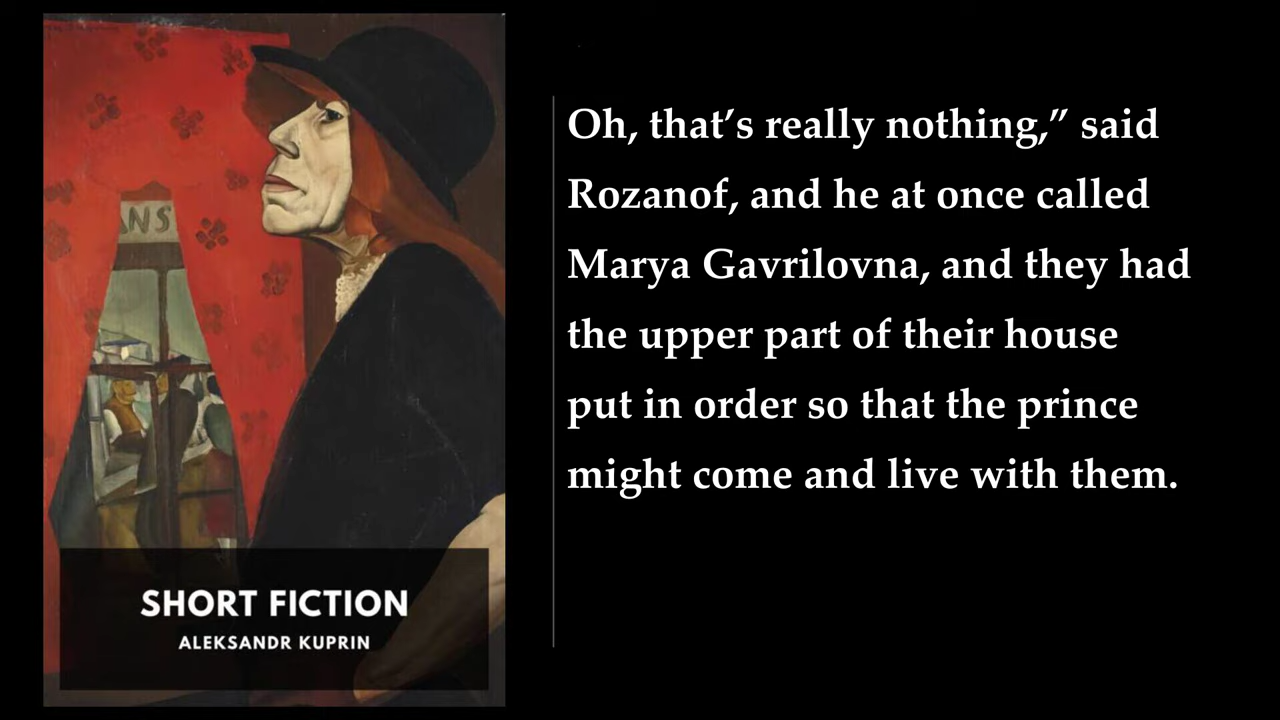 ANS
SHORT FICTION
ALEKSANDR KUPRIN
Oh, that’s really nothing,” said
Rozanof, and he at once called
Marya Gavrilovna, and they had
the upper part of their house
put in order so that the prince
might come and live with them.